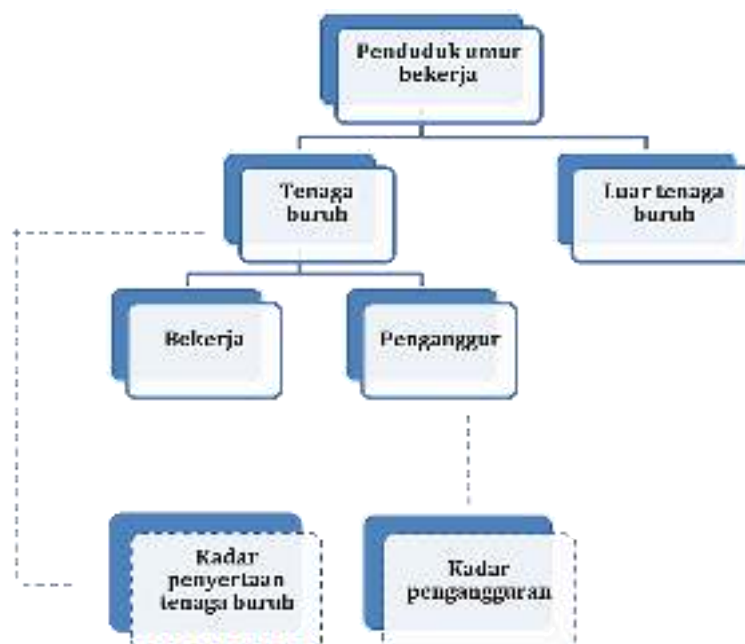 Penduduk umur
bekerja
Tenaga
buruh
Luar tenaga
buruh
Bekerja
Penganggur
Kadar
penyertaan
tenaga buruh
Kadar
pengangguran